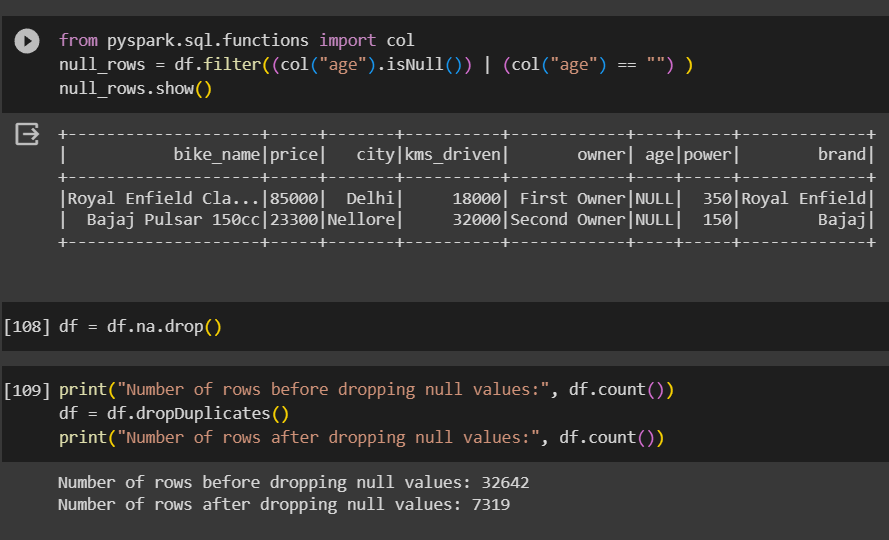 from pyspark.sql.functions import col
null_rows = df.filter((col("age").isNull()) | (col("age") == "") )
null_rows.show()
+--------------------+-----+-------+----------+------------+----+-----+-------------+
|           bike_name|price|   city|kms_driven|       owner| age|power|        brand|
+--------------------+-----+-------+----------+------------+----+-----+-------------+
|Royal Enfield Cla...|85000|  Delhi|     18000| First Owner|NULL|  350|Royal Enfield|
|  Bajaj Pulsar 150cc|23300|Nellore|     32000|Second Owner|NULL|  150|        Bajaj|
+--------------------+-----+-------+----------+------------+----+-----+-------------+
[108] df = df.na.drop()
[109] print("Number of rows before dropping null values:", df.count())
df = df.dropDuplicates()
print("Number of rows after dropping null values:", df.count())
Number of rows before dropping null values: 32642
Number of rows after dropping null values: 7319